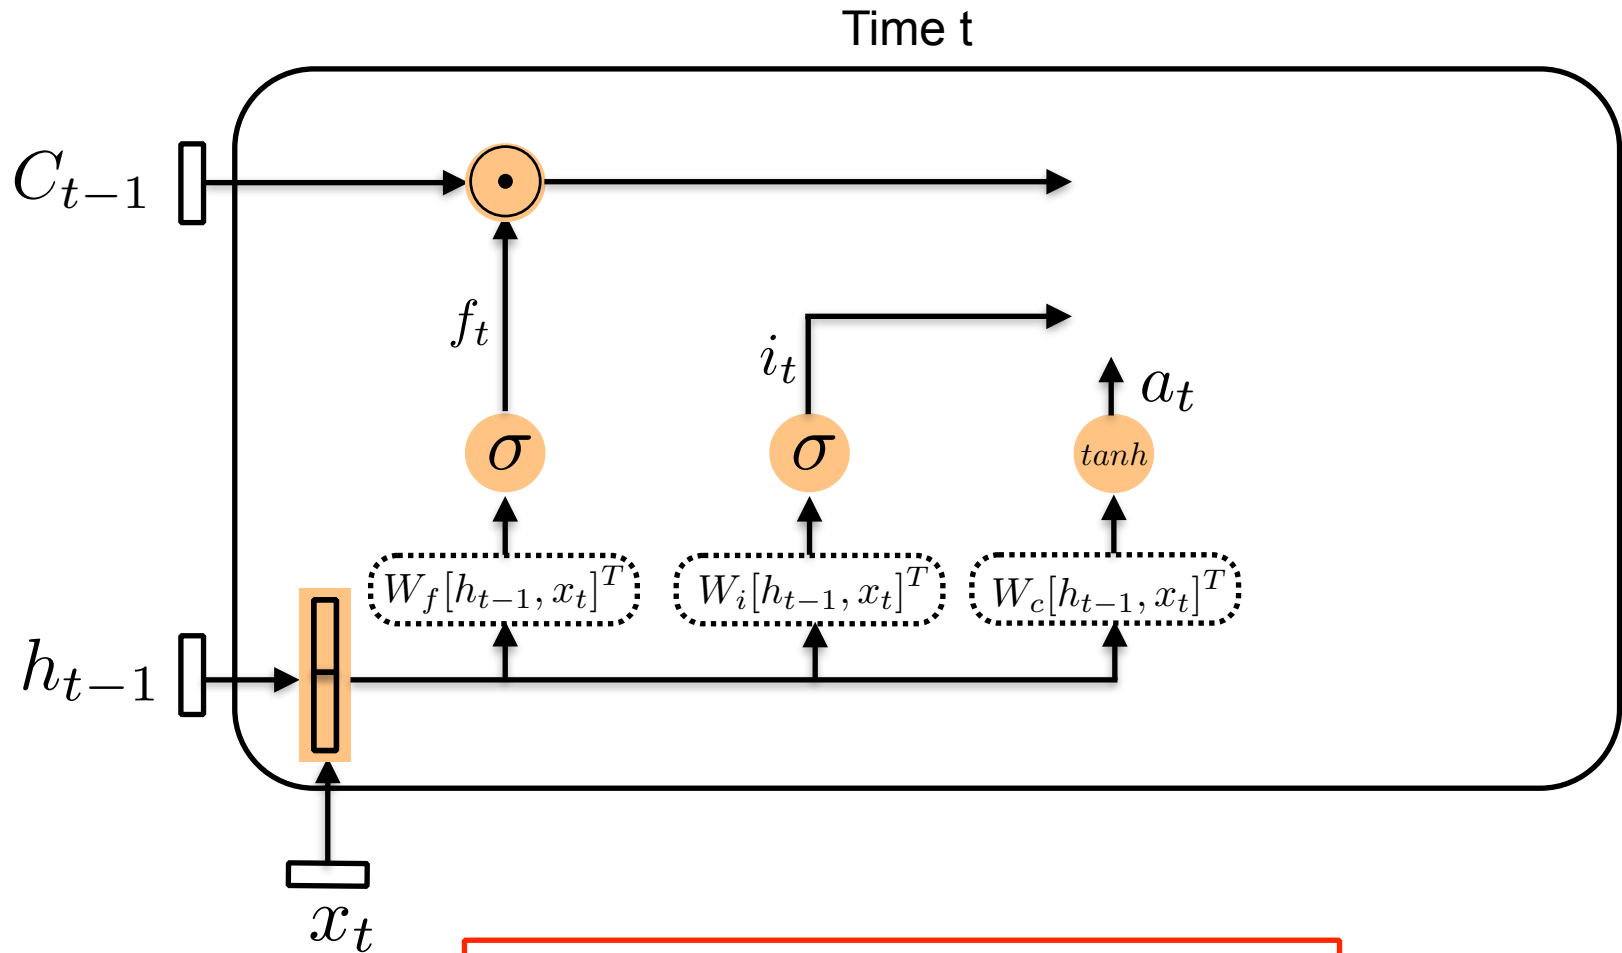 Time t
C_{t-1}
f_t
i_t
a_t
σ
σ
tanh
W_f[h_{t-1}, x_t]^T
W_i[h_{t-1}, x_t]^T
W_c[h_{t-1}, x_t]^T
h_{t-1}
x_t